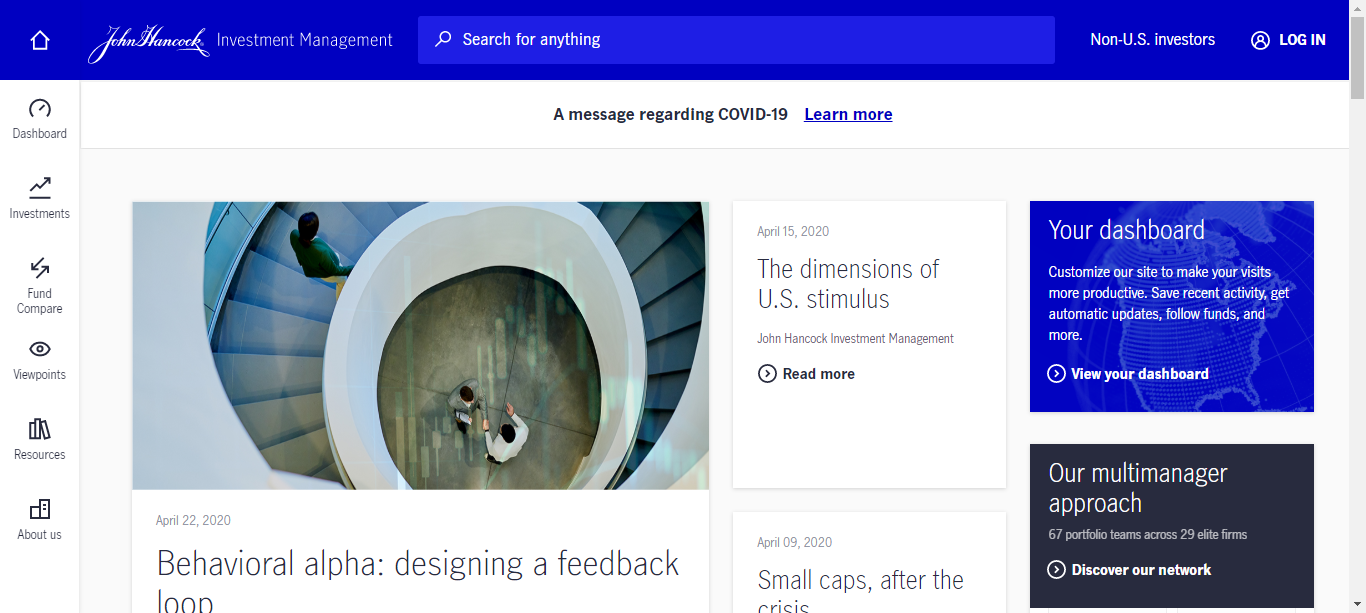 John Hancock Investment Management
Search for anything
Non-U.S. investors
LOG IN
Dashboard
Investments
Fund
Compare
Viewpoints
Resources
About us
A message regarding COVID-19 Learn more
April 22, 2020
Behavioral alpha: designing a feedback
loop
April 15, 2020
The dimensions of
U.S. stimulus
John Hancock Investment Management
Read more
April 09, 2020
Small caps, after the
crisis
Your dashboard
Customize our site to make your visits
more productive. Save recent activity, get
automatic updates, follow funds, and
more.
View your dashboard
Our multimanager
approach
67 portfolio teams across 29 elite firms
Discover our network